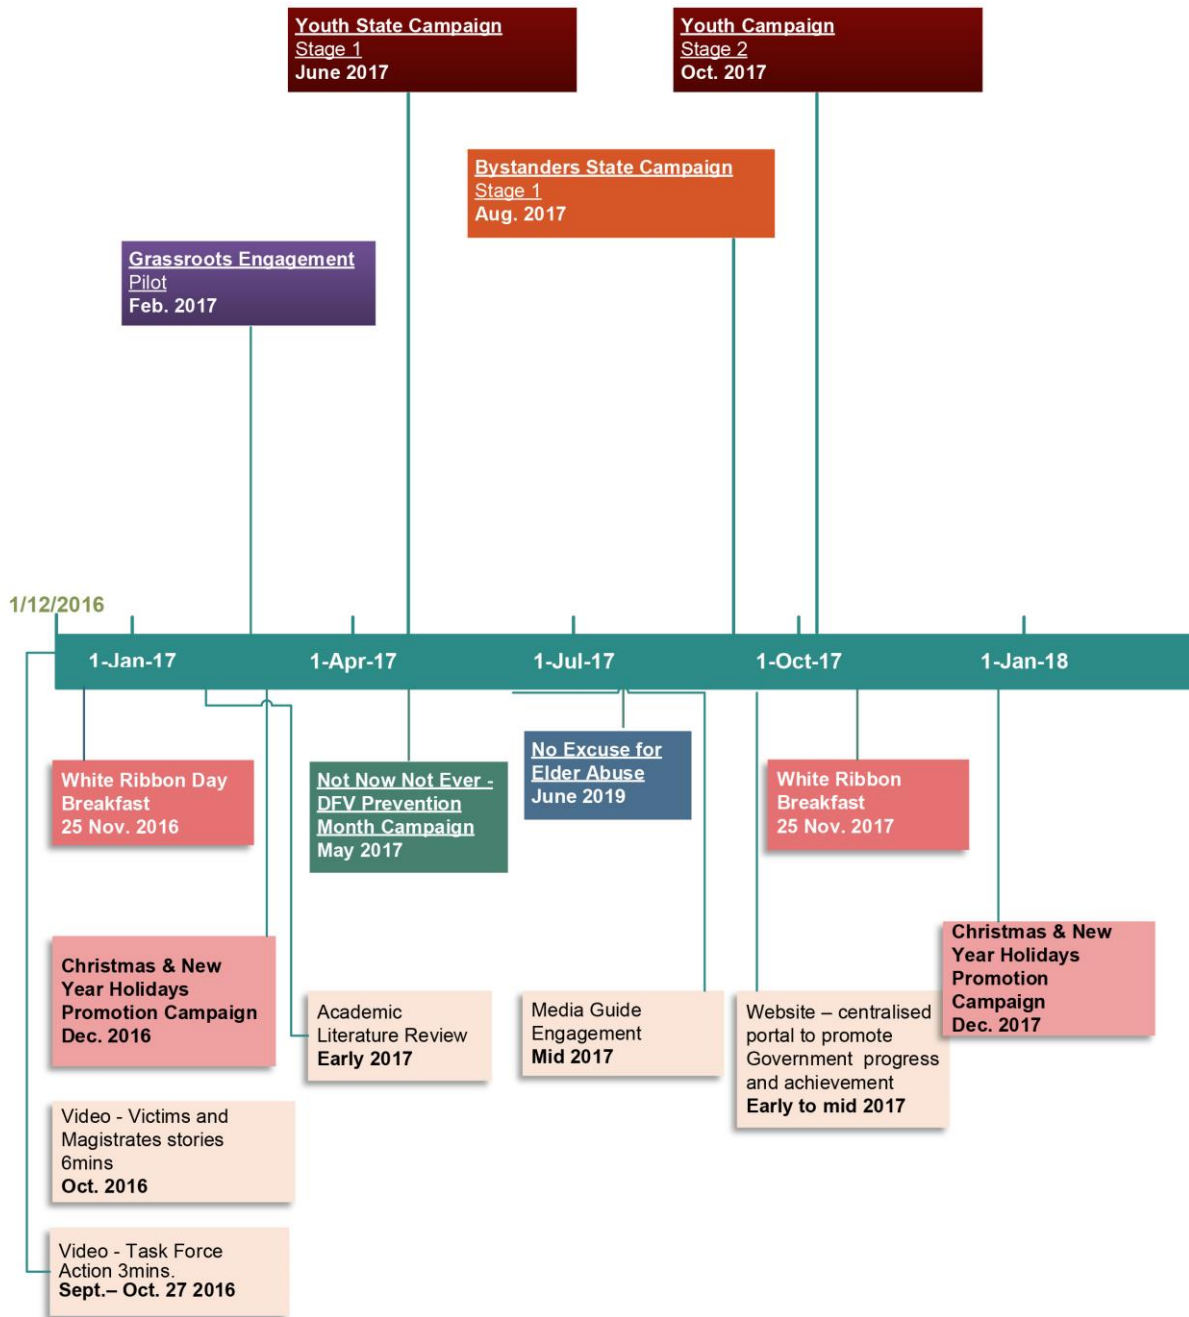 Youth State Campaign
Stage 1
June 2017
Youth Campaign
Stage 2
Oct. 2017
Bystanders State Campaign
Stage 1
Aug. 2017
Grassroots Engagement
Pilot
Feb. 2017
1/12/2016
1-Jan-17
1-Apr-17
1-Jul-17
1-Oct-17
1-Jan-18
White Ribbon Day
Breakfast
25 Nov. 2016
Not Now Not Ever -
DFV Prevention
Month Campaign
May 2017
No Excuse for
Elder Abuse
June 2019
White Ribbon
Breakfast
25 Nov. 2017
Christmas & New
Year Holidays
Promotion Campaign
Dec. 2016
Academic
Literature Review
Early 2017
Media Guide
Engagement
Mid 2017
Website – centralised
portal to promote
Government progress
and achievement
Early to mid 2017
Christmas & New
Year Holidays
Promotion
Campaign
Dec. 2017
Video - Victims and
Magistrates stories
6mins
Oct. 2016
Video - Task Force
Action 3mins.
Sept.– Oct. 27 2016